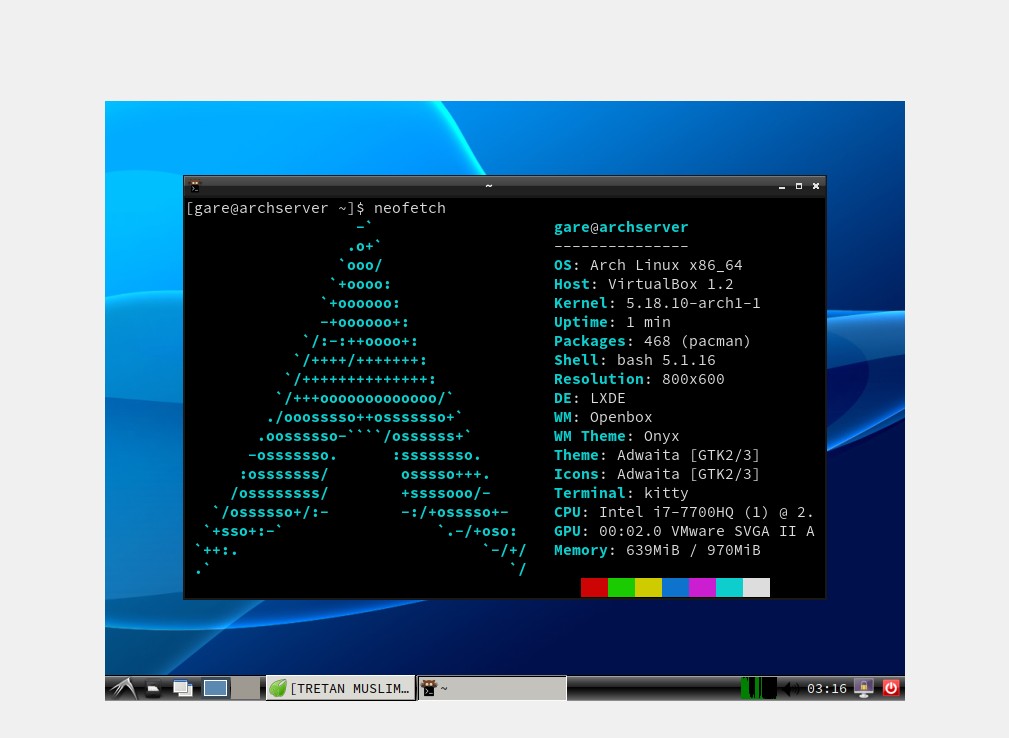 ~
[gare@archserver ~]$ neofetch
-`
.o+`
`ooo/
`+oooo:
`+oooooo:
-+oooooo+:
`/:-:++oooo+:
`/++++/+++++++:
`/++++++++++++++:
`/+++ooooooooooooo/`
./ooosssso++osssssso+`
.oossssso-````/ossssss+`
-osssssso. :ssssssso.
:osssssss/ osssso+++.
/ossssssss/ +ssssooo/-
`/ossssso+/:- -:/+osssso+-
`+sso+:-` `.-/+oso:
`++:. `-/+/
.` `/
gare@archserver
---------------
OS: Arch Linux x86_64
Host: VirtualBox 1.2
Kernel: 5.18.10-arch1-1
Uptime: 1 min
Packages: 468 (pacman)
Shell: bash 5.1.16
Resolution: 800x600
DE: LXDE
WM: Openbox
WM Theme: Onyx
Theme: Adwaita [GTK2/3]
Icons: Adwaita [GTK2/3]
Terminal: kitty
CPU: Intel i7-7700HQ (1) @ 2.
GPU: 00:02.0 VMware SVGA II A
Memory: 639MiB / 970MiB
[TRETAN MUSLIM...
~
03:16